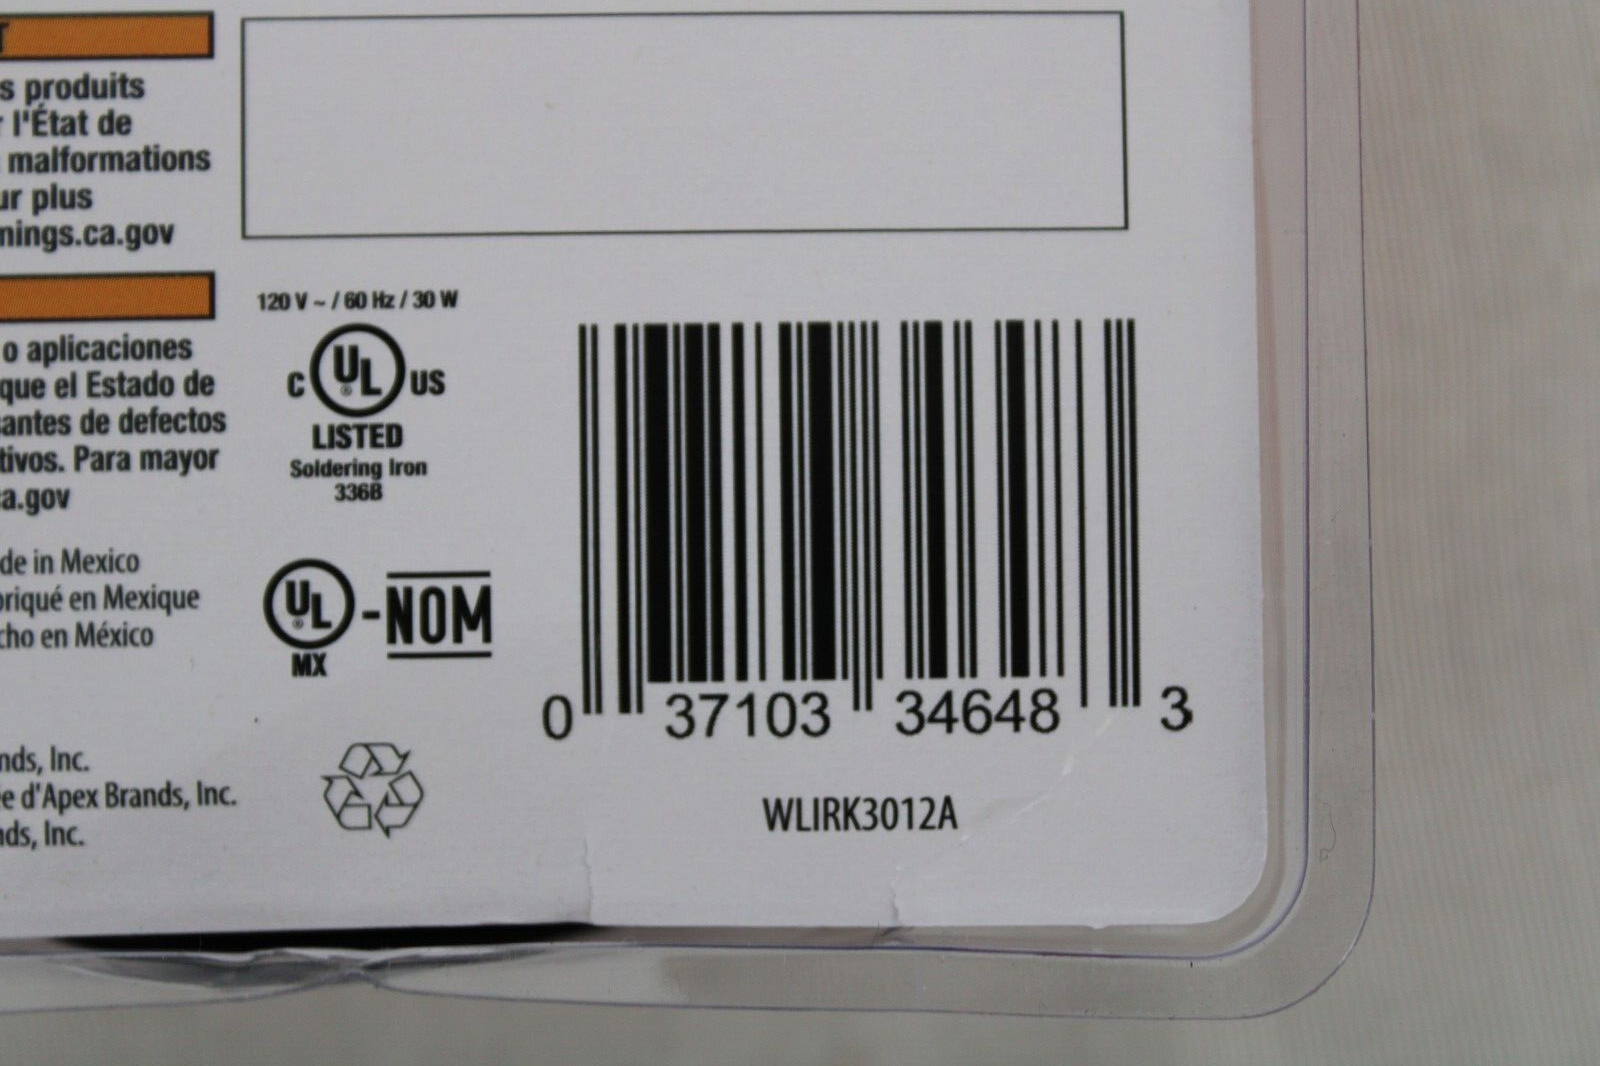 T
s produits
r l'État de
malformations
ur plus
nings.ca.gov
o aplicaciones
que el Estado de
santes de defectos
tivos. Para mayor
ca.gov
de in Mexico
briqué en Mexique
cho en México
nds, Inc.
e d'Apex Brands, Inc.
nds, Inc.
120 V ~ / 60 Hz / 30 W
C UL ® US
LISTED
Soldering Iron
336B
UL ® -NOM
MX
0 37103 34648 3
WLIRK3012A